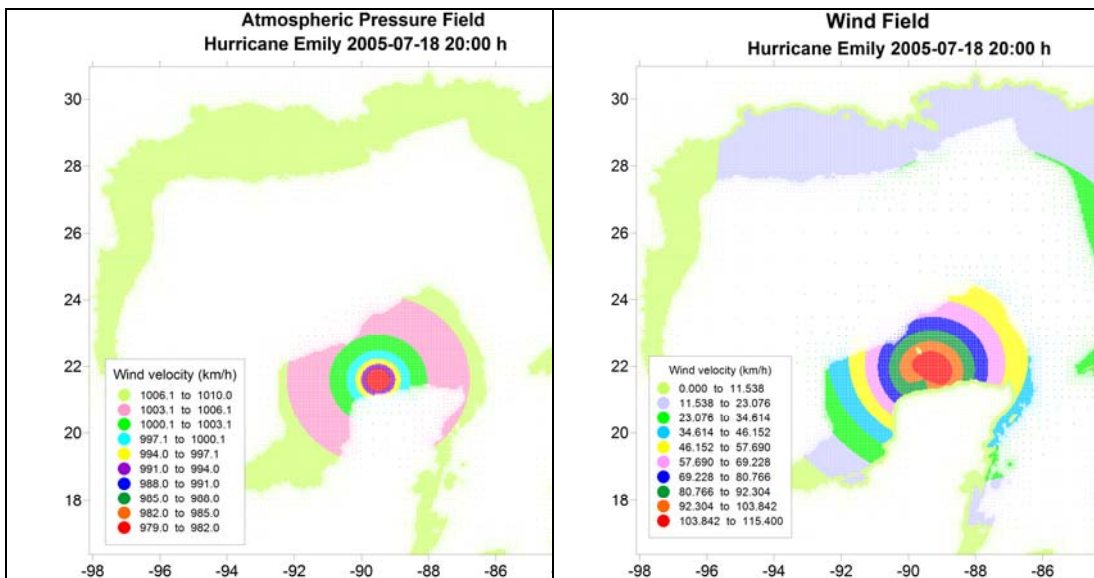 Atmospheric Pressure Field
Hurricane Emily 2005-07-18 20:00 h
30
28
26
24
22
20
18
Wind velocity (km/h)
1006.1 to 1010.0
1003.1 to 1006.1
1000.1 to 1003.1
997.1 to 1000.1
994.0 to 997.1
991.0 to 994.0
988.0 to 991.0
985.0 to 988.0
982.0 to 985.0
979.0 to 982.0
-98 -96 -94 -92 -90 -88 -86
Wind Field
Hurricane Emily 2005-07-18 20:00 h
30
28
26
24
22
20
18
Wind velocity (km/h)
0.000 to 11.538
11.538 to 23.076
23.076 to 34.614
34.614 to 46.152
46.152 to 57.690
57.690 to 69.228
69.228 to 80.766
80.766 to 92.304
92.304 to 103.842
103.842 to 115.400
-98 -96 -94 -92 -90 -88 -86